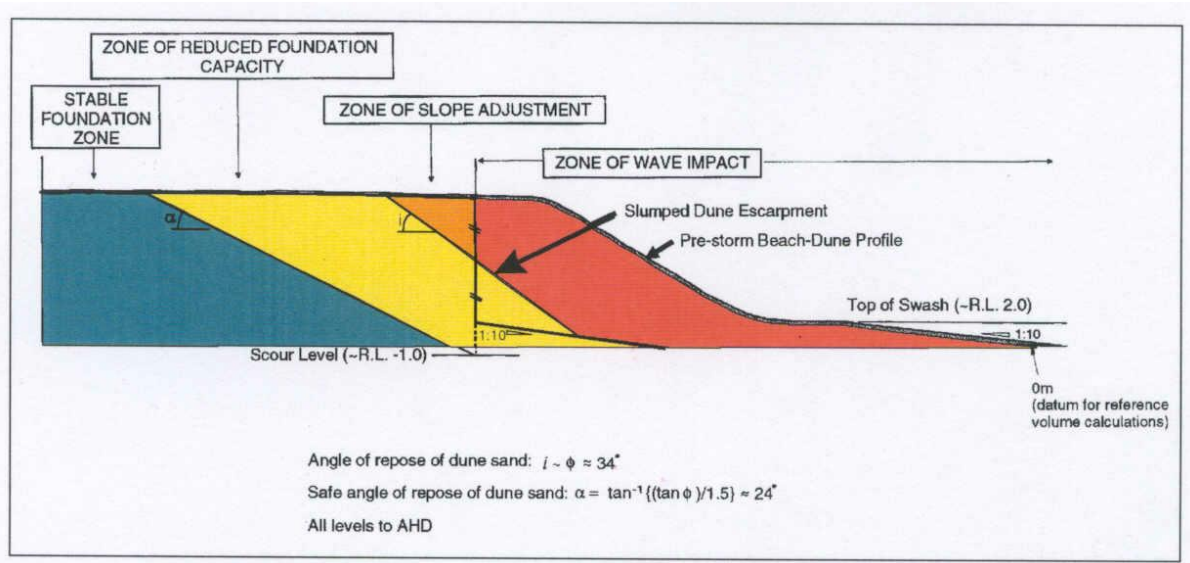 ZONE OF REDUCED FOUNDATION
CAPACITY
STABLE
FOUNDATION
ZONE
ZONE OF SLOPE ADJUSTMENT
ZONE OF WAVE IMPACT
α
i
Slumped Dune Escarpment
Pre-storm Beach-Dune Profile
Top of Swash (~R.L. 2.0)
1:10
1:10
Scour Level (~R.L. -1.0)
0m
(datum for reference
volume calculations)
Angle of repose of dune sand: i ~ ϕ ≈ 34°
Safe angle of repose of dune sand: α = tan⁻¹{(tan ϕ)/1.5} ≈ 24°
All levels to AHD